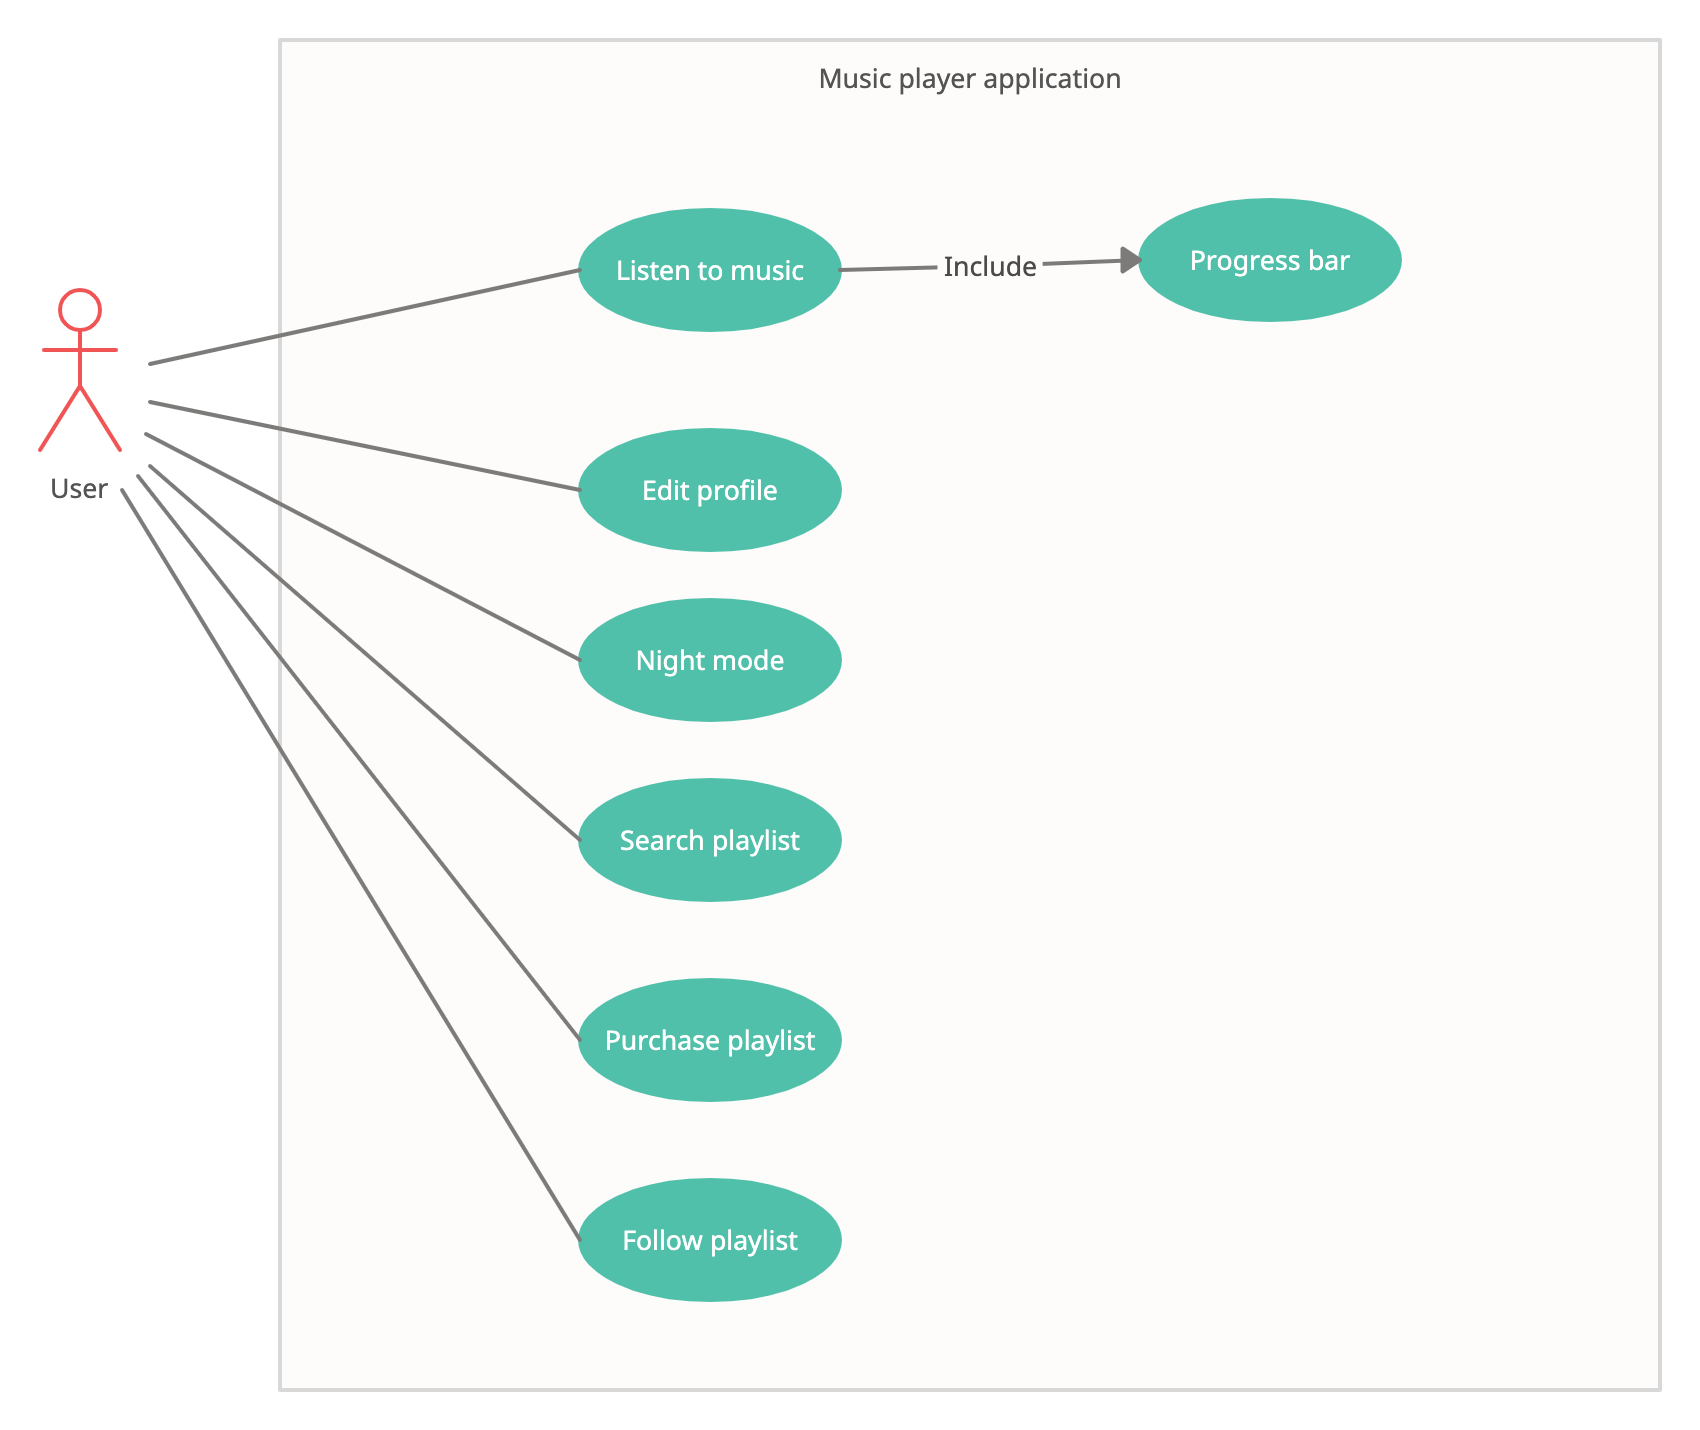 Music player application
Listen to music
Include
Progress bar
User
Edit profile
Night mode
Search playlist
Purchase playlist
Follow playlist